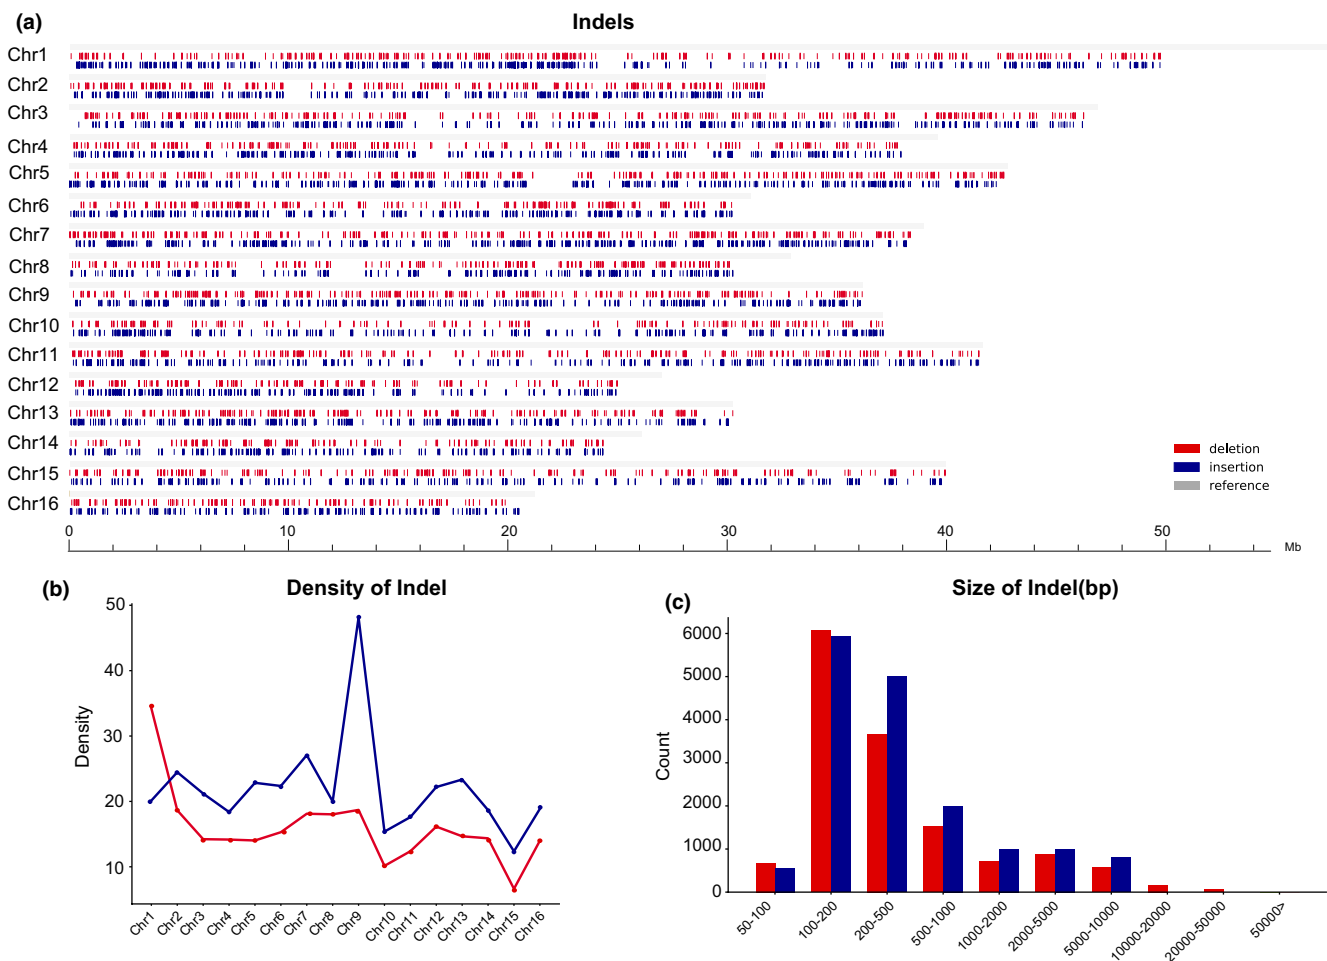 (a)
Indels
Chr1
Chr2
Chr3
Chr4
Chr5
Chr6
Chr7
Chr8
Chr9
Chr10
Chr11
Chr12
Chr13
Chr14
Chr15
Chr16
deletion
insertion
reference
0 10 20 30 40 50 Mb
(b)
Density of Indel
50
40
30
20
10
Density
Chr1 Chr2 Chr3 Chr4 Chr5 Chr6 Chr7 Chr8 Chr9 Chr10 Chr11 Chr12 Chr13 Chr14 Chr15 Chr16
(c)
Size of Indel(bp)
6000
5000
4000
3000
2000
1000
0
Count
50-100 100-200 200-500 500-1000 1000-2000 2000-5000 5000-10000 10000-20000 20000-50000 50000>